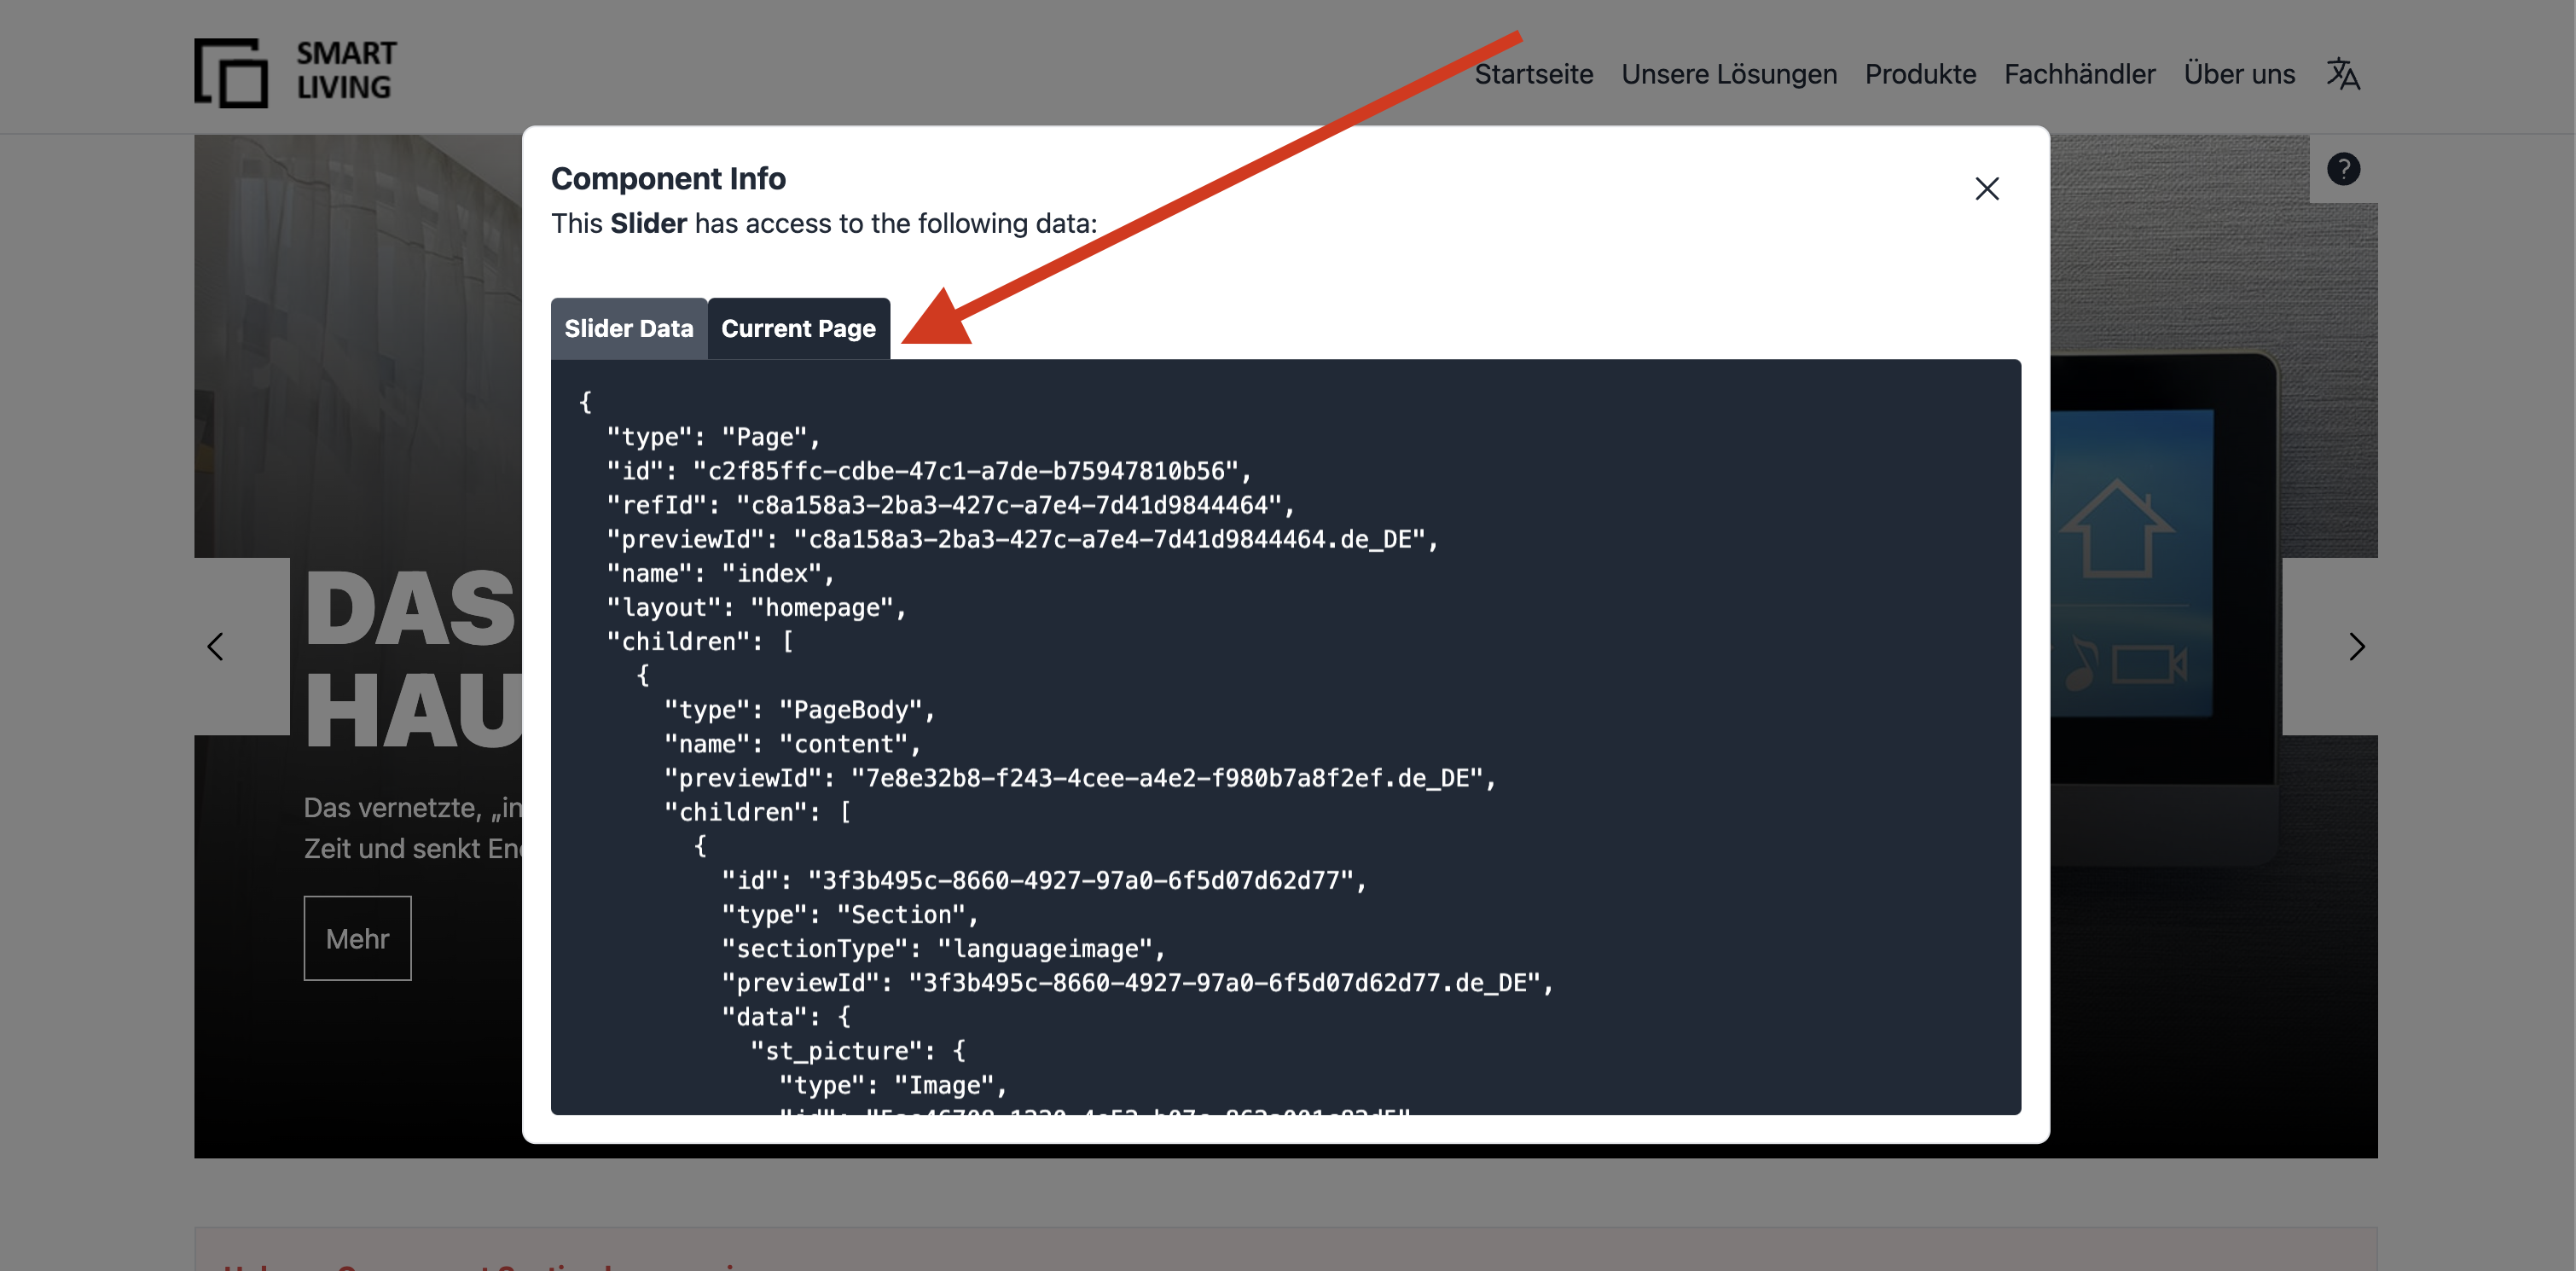 SMART
LIVING
Startseite Unsere Lösungen Produkte Fachhändler Über uns
Component Info
This Slider has access to the following data:
Slider Data Current Page
{
"type": "Page",
"id": "c2f85ffc-cdbe-47c1-a7de-b75947810b56",
"refId": "c8a158a3-2ba3-427c-a7e4-7d41d9844464",
"previewId": "c8a158a3-2ba3-427c-a7e4-7d41d9844464.de_DE",
"name": "index",
"layout": "homepage",
"children": [
{
"type": "PageBody",
"name": "content",
"previewId": "7e8e32b8-f243-4cee-a4e2-f980b7a8f2ef.de_DE",
"children": [
{
"id": "3f3b495c-8660-4927-97a0-6f5d07d62d77",
"type": "Section",
"sectionType": "languageimage",
"previewId": "3f3b495c-8660-4927-97a0-6f5d07d62d77.de_DE",
"data": {
"st_picture": {
"type": "Image",
DAS
HAU
Das vernetzte, „in
Zeit und senkt
Mehr